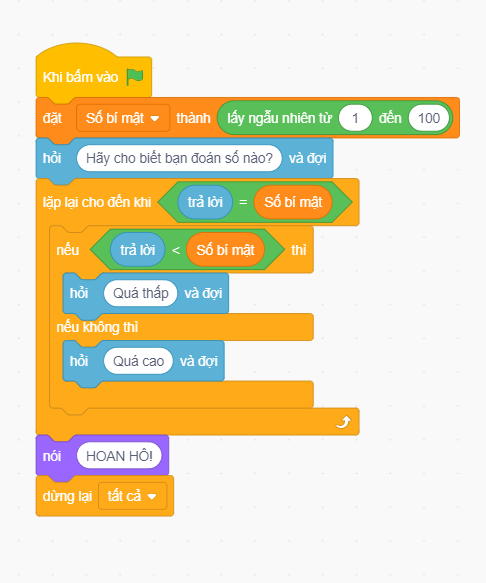 Khi bấm vào
đặt Số bí mật thành lấy ngẫu nhiên từ 1 đến 100
hỏi Hãy cho biết bạn đoán số nào? và đợi
lặp lại cho đến khi trả lời = Số bí mật
nếu trả lời < Số bí mật thì
hỏi Quá thấp và đợi
nếu không thì
hỏi Quá cao và đợi
nói HOAN HÔ!
dừng lại tất cả